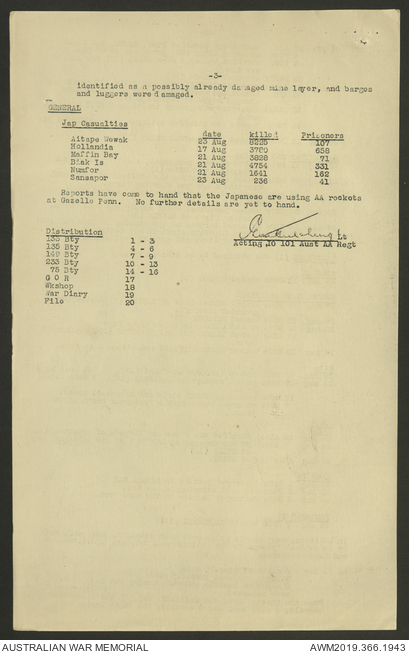 -3-
identified as a possibly already damaged mine layer, and barges
and luggers were damaged.
GENERAL
Jap Casualties
date killed Prisoners
Aitape Wewak 23 Aug 8225 107
Hollandia 17 Aug 3780 658
Maffin Bay 21 Aug 3828 71
Biak Is 21 Aug 4754 331
Numfor 21 Aug 1641 162
Sansapor 23 Aug 236 41
Reports have come to hand that the Japanese are using AA rockets
at Gazelle Penn. No further details are yet to hand.
Lt
Acting IO 101 Aust AA Regt
Distribution
133 Bty 1 - 3
135 Bty 4 - 6
149 Bty 7 - 9
233 Bty 10 - 13
75 Bty 14 - 16
G O R 17
Wkshop 18
War Diary 19
File 20
AUSTRALIAN WAR MEMORIAL
AWM2019.366.1943